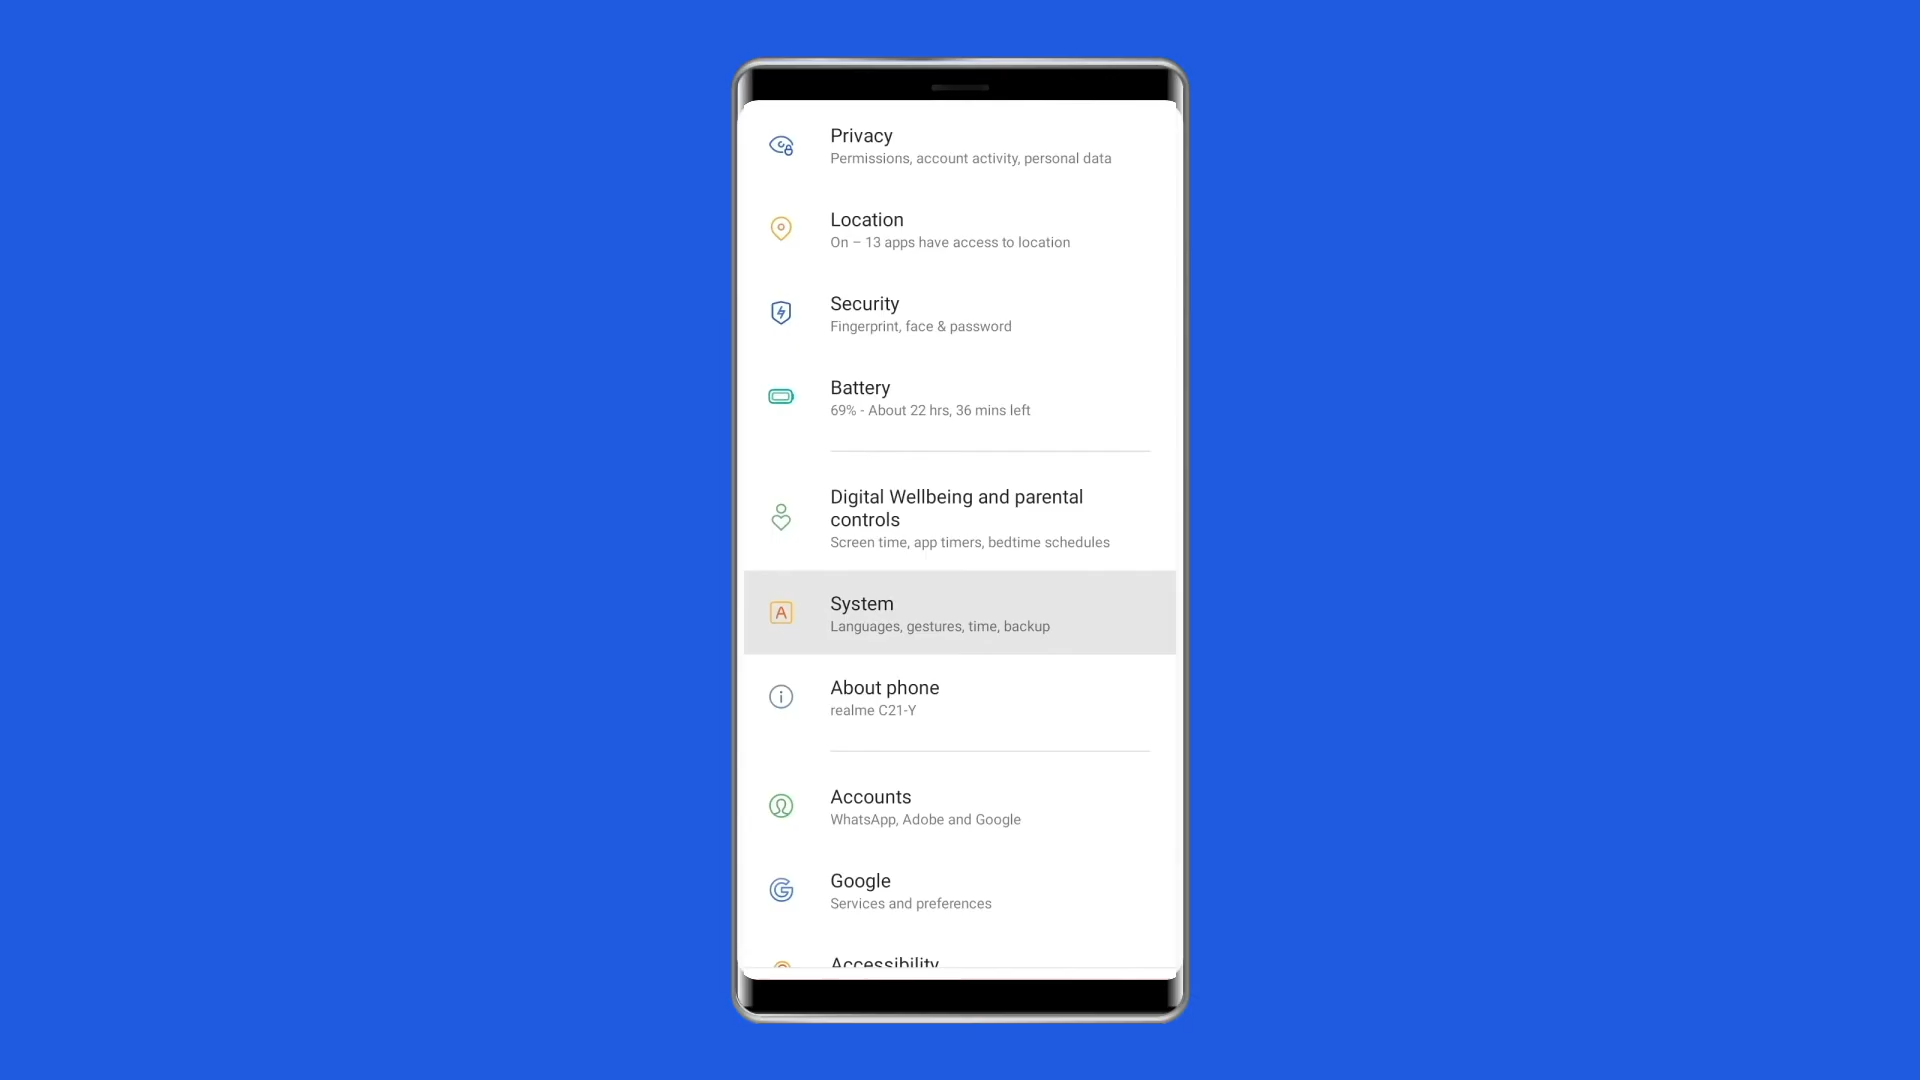 Privacy
Permissions, account activity, personal data
Location
On – 13 apps have access to location
Security
Fingerprint, face & password
Battery
69% - About 22 hrs, 36 mins left
Digital Wellbeing and parental
controls
Screen time, app timers, bedtime schedules
A
System
Languages, gestures, time, backup
About phone
realme C21-Y
Accounts
WhatsApp, Adobe and Google
Google
Services and preferences
Accessibility